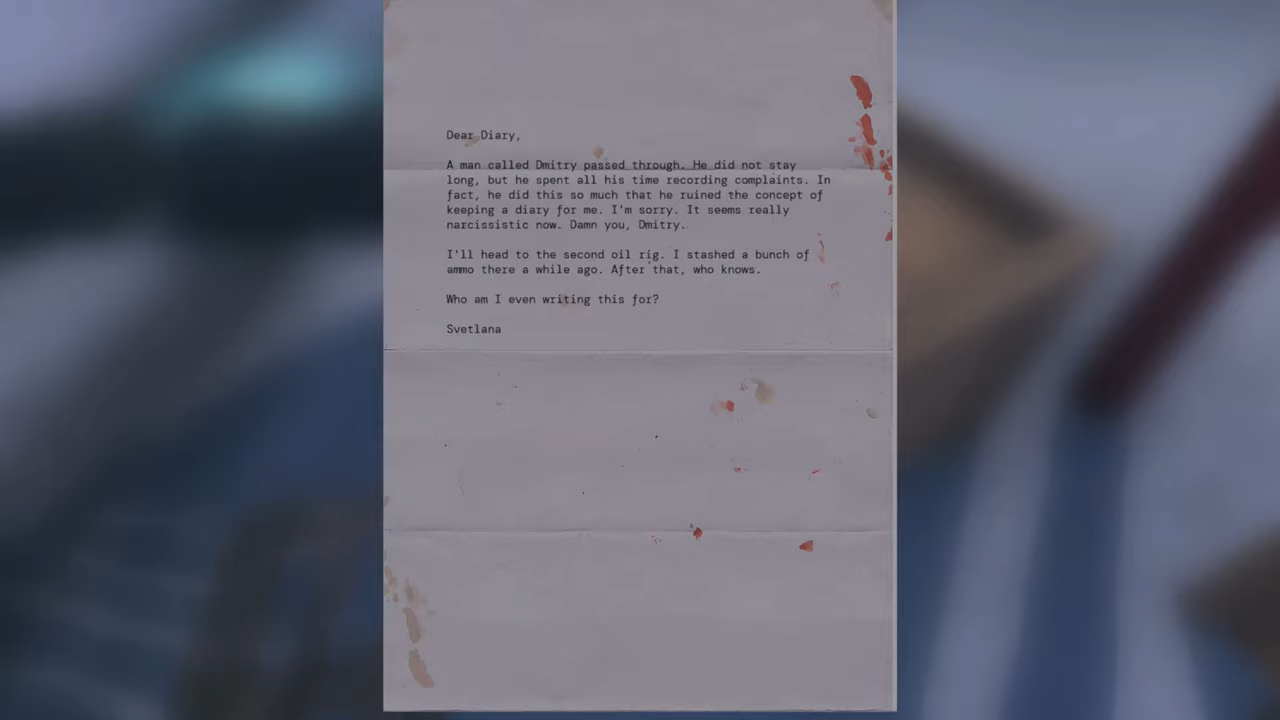 Dear Diary,
A man called Dmitry passed through. He did not stay
long, but he spent all his time recording complaints. In
fact, he did this so much that he ruined the concept of
keeping a diary for me. I'm sorry. It seems really
narcissistic now. Damn you, Dmitry.
I'll head to the second oil rig. I stashed a bunch of
ammo there a while ago. After that, who knows.
Who am I even writing this for?
Svetlana